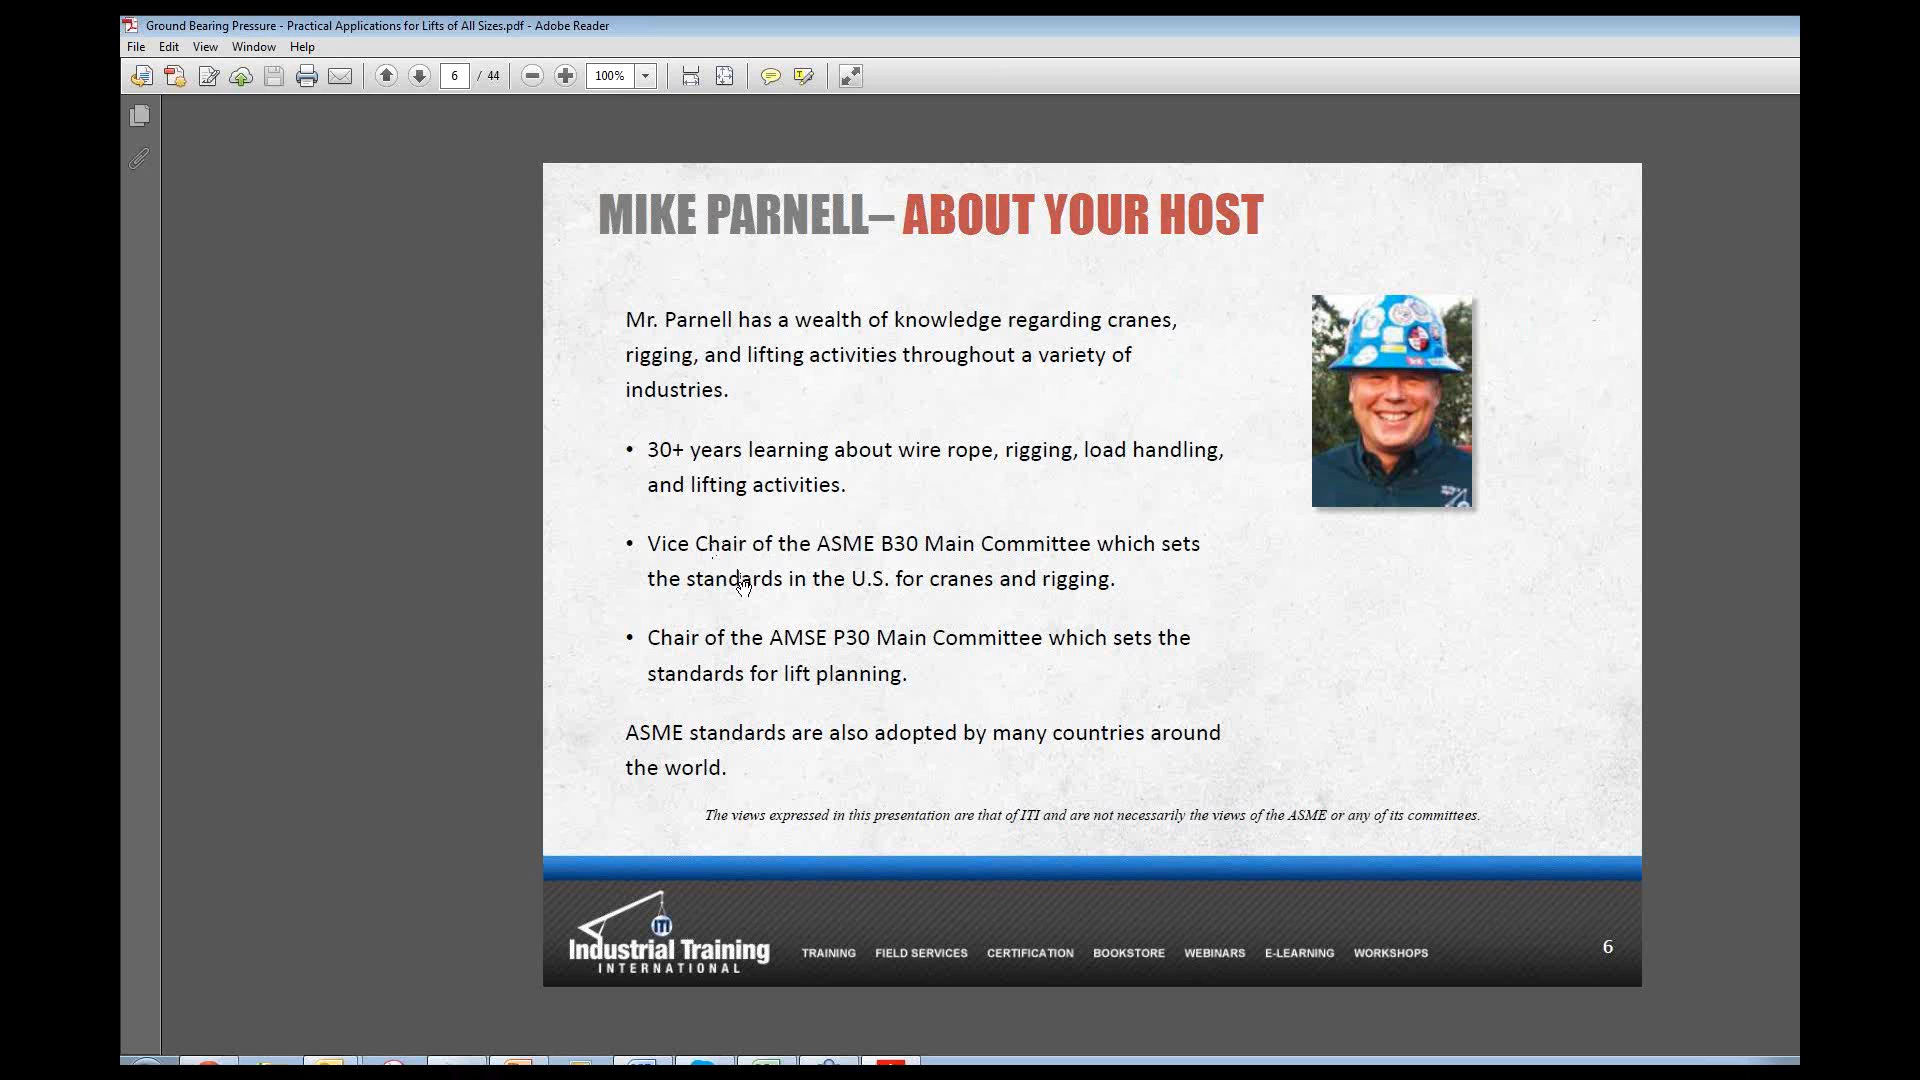 Ground Bearing Pressure - Practical Applications for Lifts of All Sizes.pdf - Adobe Reader
File Edit View Window Help
6 / 44 100%
MIKE PARNELL– ABOUT YOUR HOST
Mr. Parnell has a wealth of knowledge regarding cranes,
rigging, and lifting activities throughout a variety of
industries.
• 30+ years learning about wire rope, rigging, load handling,
and lifting activities.
• Vice Chair of the ASME B30 Main Committee which sets
the standards in the U.S. for cranes and rigging.
• Chair of the AMSE P30 Main Committee which sets the
standards for lift planning.
ASME standards are also adopted by many countries around
the world.
The views expressed in this presentation are that of ITI and are not necessarily the views of the ASME or any of its committees.
ITI
Industrial Training
INTERNATIONAL
TRAINING FIELD SERVICES CERTIFICATION BOOKSTORE WEBINARS E-LEARNING WORKSHOPS
6